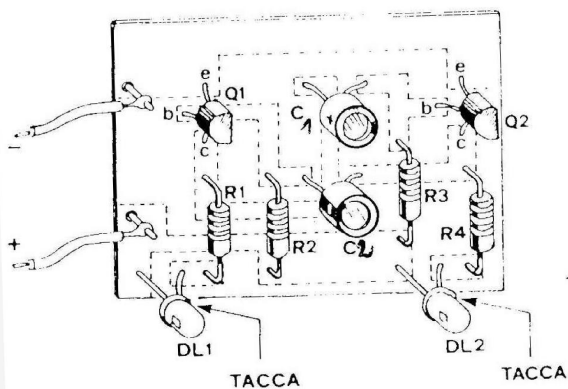 e
Q1
b
c
C1
+
e
b
Q2
c
−
R1
R2
C2
R3
R4
+
DL1
DL2
TACCA
TACCA